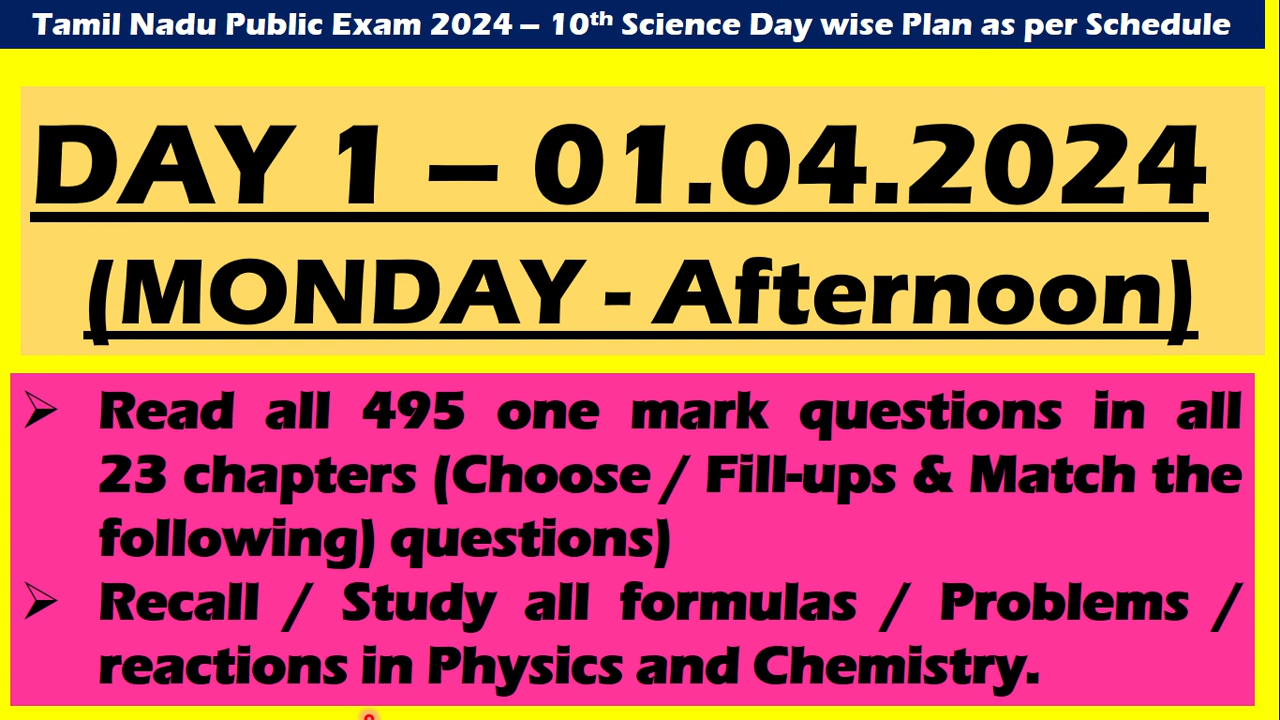 Tamil Nadu Public Exam 2024 – 10th Science Day wise Plan as per Schedule
DAY 1 – 01.04.2024
(MONDAY - Afternoon)
➢ Read all 495 one mark questions in all
23 chapters (Choose / Fill-ups & Match the
following) questions)
➢ Recall / Study all formulas / Problems /
reactions in Physics and Chemistry.